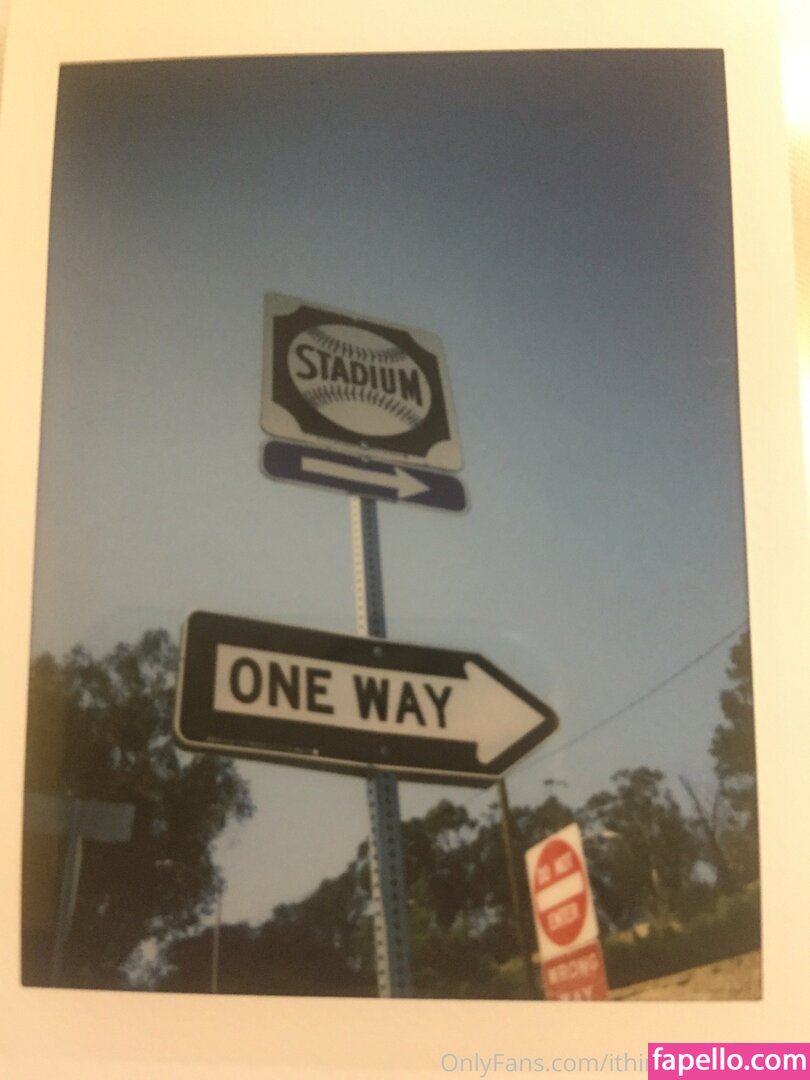 STADIUM
ONE WAY
DO NOT
ENTER
WRONG
WAY
fapello.com